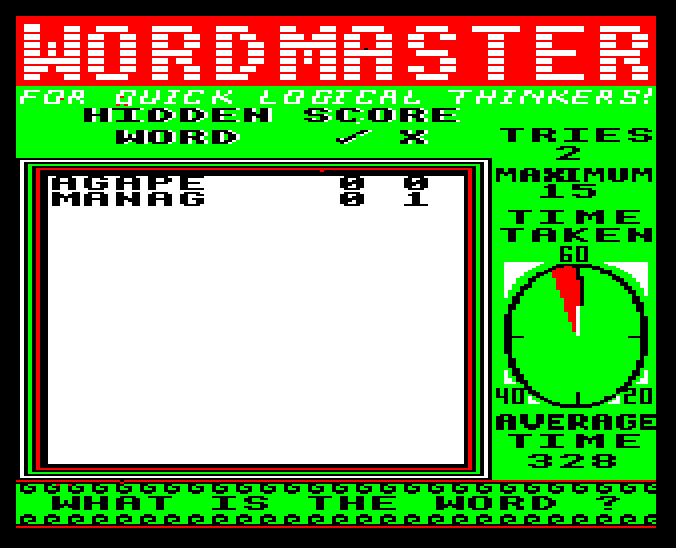 WORDMASTER
FOR QUICK LOGICAL THINKERS!
HIDDEN SCORE
WORD ✓ X
TRIES
2
MAXIMUM
15
TIME
TAKEN
60
40 20
AVERAGE
TIME
328
AGAPE 0 0
MANAG 0 1
WHAT IS THE WORD ?